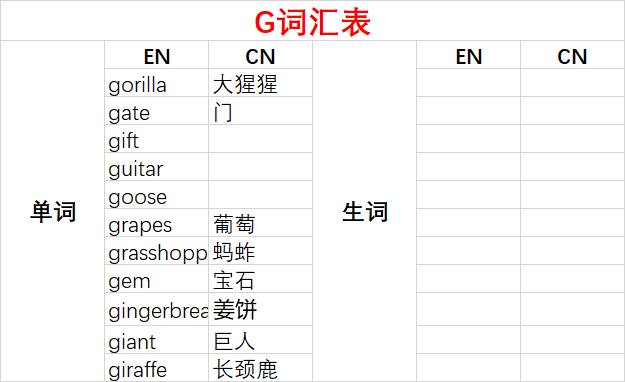 G词汇表
EN CN EN CN
gorilla 大猩猩
gate 门
gift
guitar
goose
单词 生词
grapes 葡萄
grasshopp 蚂蚱
gem 宝石
gingerbrea 姜饼
giant 巨人
giraffe 长颈鹿